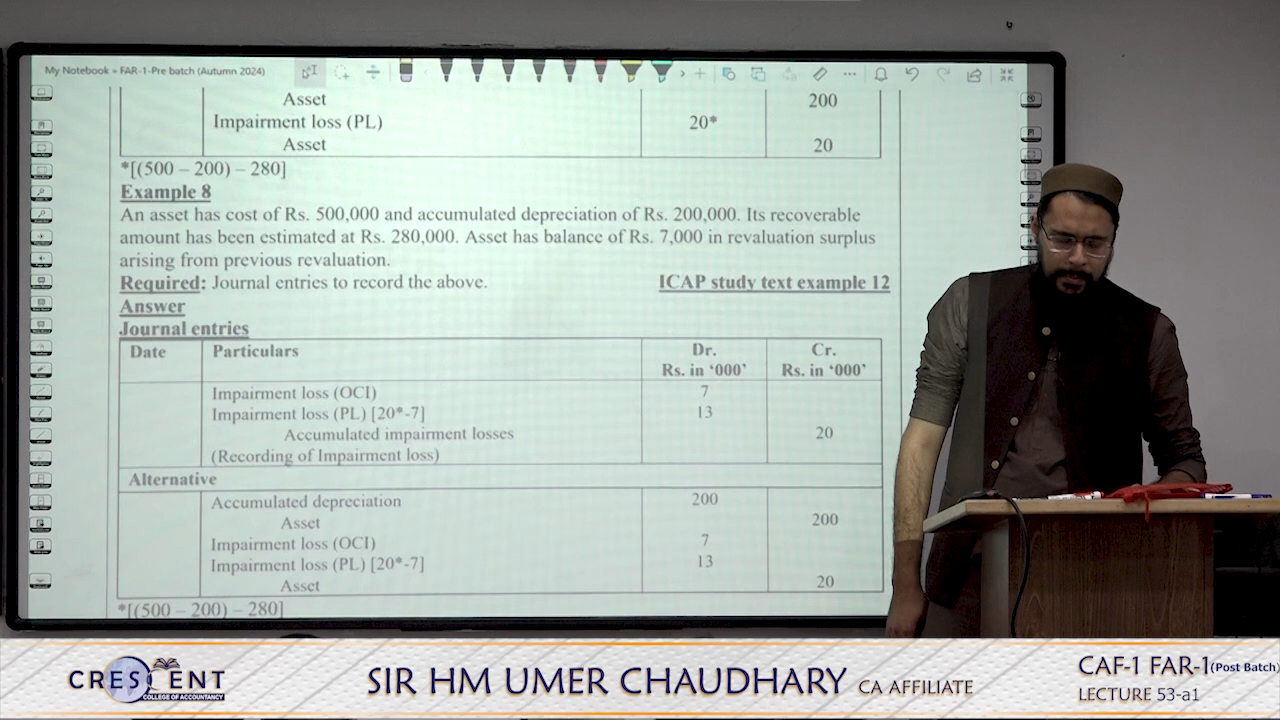 My Notebook » FAR-1-Pre batch (Autumn 2024)
Asset 200
Impairment loss (PL) 20*
Asset 20
*[(500 – 200) – 280]
Example 8
An asset has cost of Rs. 500,000 and accumulated depreciation of Rs. 200,000. Its recoverable
amount has been estimated at Rs. 280,000. Asset has balance of Rs. 7,000 in revaluation surplus
arising from previous revaluation.
Required: Journal entries to record the above. ICAP study text example 12
Answer
Journal entries
Date Particulars Dr. Cr.
Rs. in ‘000’ Rs. in ‘000’
Impairment loss (OCI) 7
Impairment loss (PL) [20*-7] 13
Accumulated impairment losses 20
(Recording of Impairment loss)
Alternative
Accumulated depreciation 200
Asset 200
Impairment loss (OCI) 7
Impairment loss (PL) [20*-7] 13
Asset 20
*[(500 – 200) – 280]
CRESCENT
COLLEGE OF ACCOUNTANCY
SIR HM UMER CHAUDHARY CA AFFILIATE
CAF-1 FAR-1(Post Batch)
LECTURE 53-a1